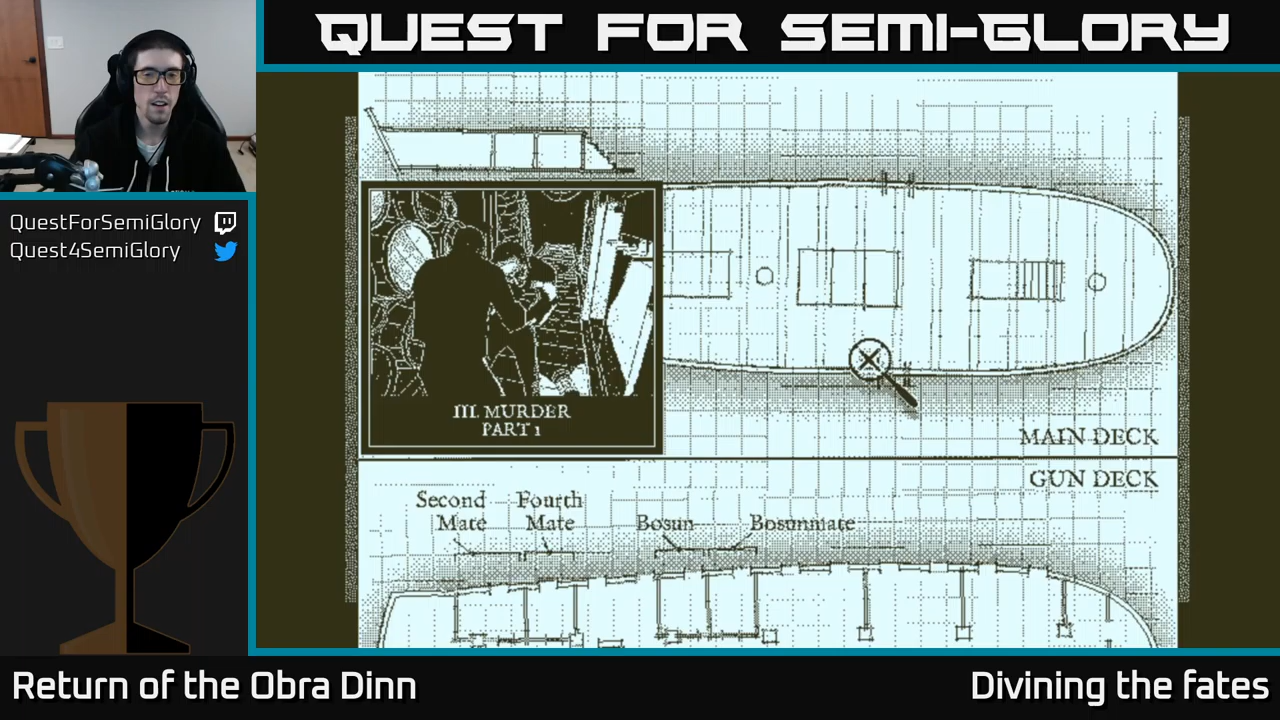 QUEST FOR SEMI-GLORY
QuestForSemiGlory
Quest4SemiGlory
III. MURDER
PART 1
MAIN DECK
GUN DECK
Second
Mate
Fourth
Mate
Bosun
Bosunmate
Return of the Obra Dinn
Divining the fates